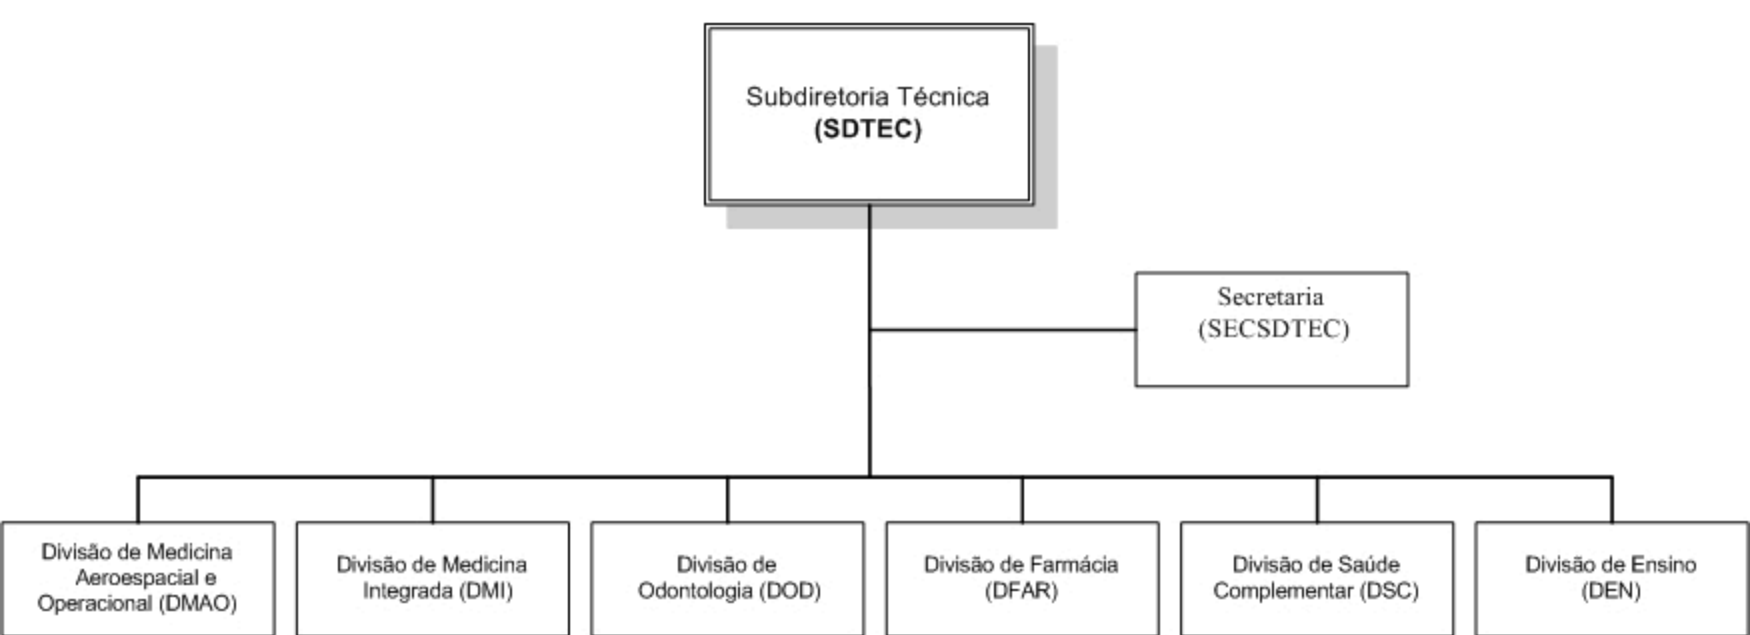 Subdiretoria Técnica
(SDTEC)
Secretaria
(SECSDTEC)
Divisão de Medicina
Aeroespacial e
Operacional (DMAO)
Divisão de Medicina
Integrada (DMI)
Divisão de
Odontologia (DOD)
Divisão de Farmácia
(DFAR)
Divisão de Saúde
Complementar (DSC)
Divisão de Ensino
(DEN)